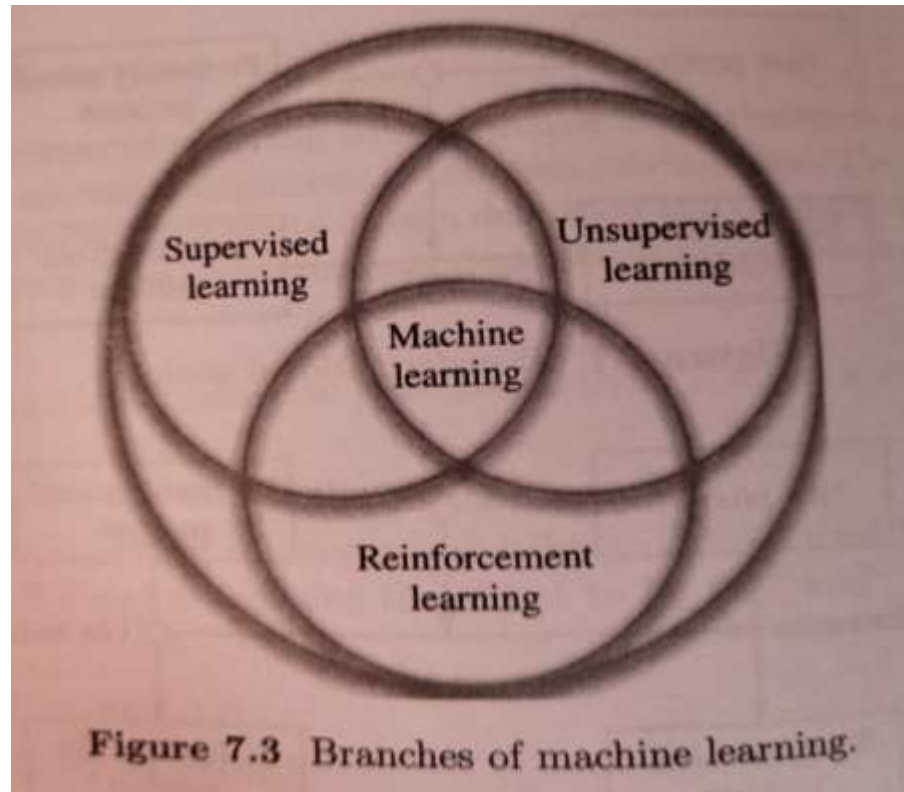 Supervised
learning
Unsupervised
learning
Machine
learning
Reinforcement
learning
Figure 7.3 Branches of machine learning.